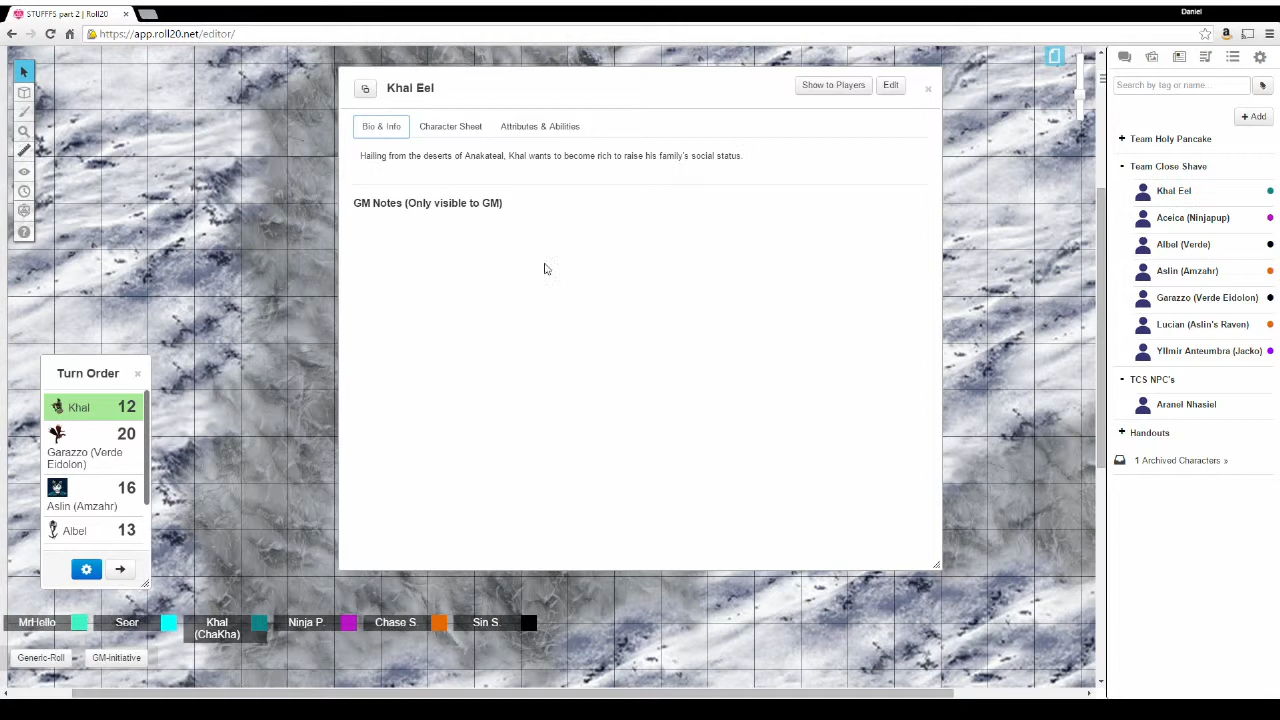 Daniel
STUFFFS part 2 | Roll20
https://app.roll20.net/editor/
Khal Eel
Show to Players
Edit
Bio & Info
Character Sheet
Attributes & Abilities
Hailing from the deserts of Anakateal, Khal wants to become rich to raise his family's social status.
GM Notes (Only visible to GM)
Search by tag or name...
+ Add
+ Team Holy Pancake
- Team Close Shave
Khal Eel
Aceica (Ninjapup)
Albel (Verde)
Aslin (Amzahr)
Garazzo (Verde Eidolon)
Lucian (Aslin's Raven)
Yllmir Anteumbra (Jacko)
- TCS NPC's
Aranel Nhasiel
+ Handouts
1 Archived Characters »
Turn Order
Khal 12
20
Garazzo (Verde
Eidolon)
16
Aslin (Amzahr)
Albel 13
MrHello
Seer
Khal
(ChaKha)
Ninja P.
Chase S.
Sin S.
Generic-Roll
GM-initiative